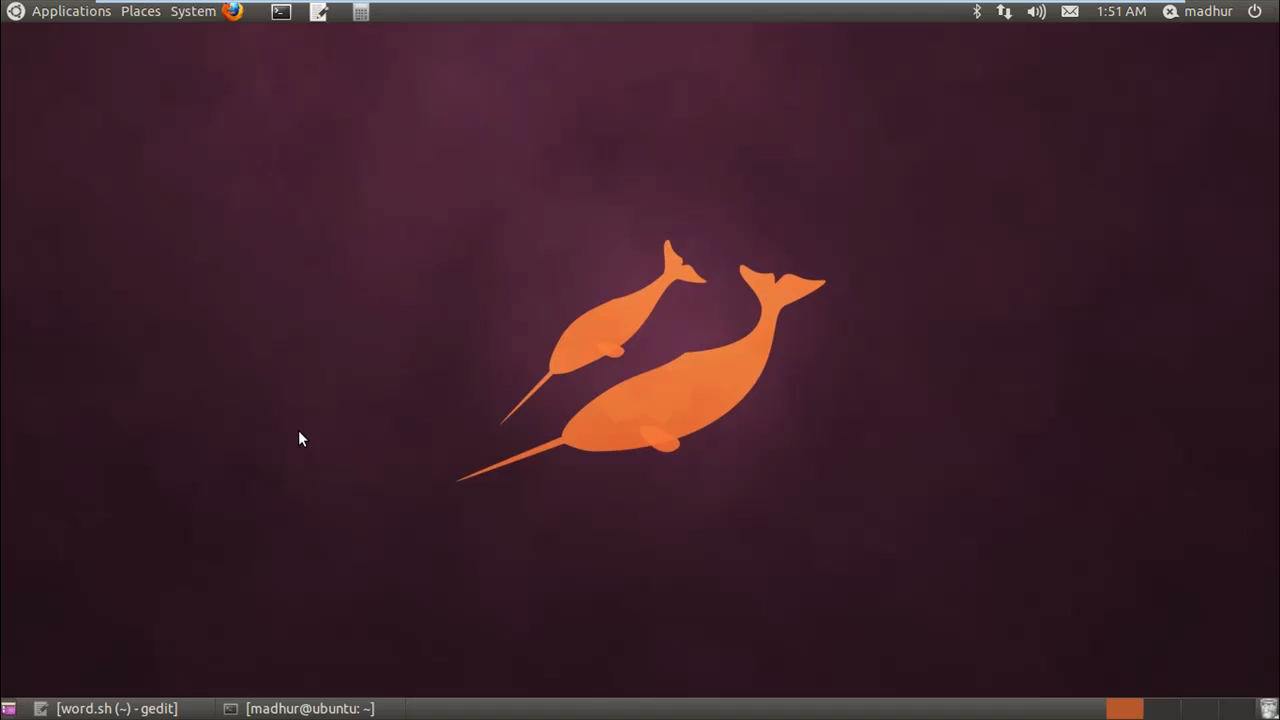 Applications Places System 1:51 AM madhur
[word.sh (~) - gedit] [madhur@ubuntu: ~]